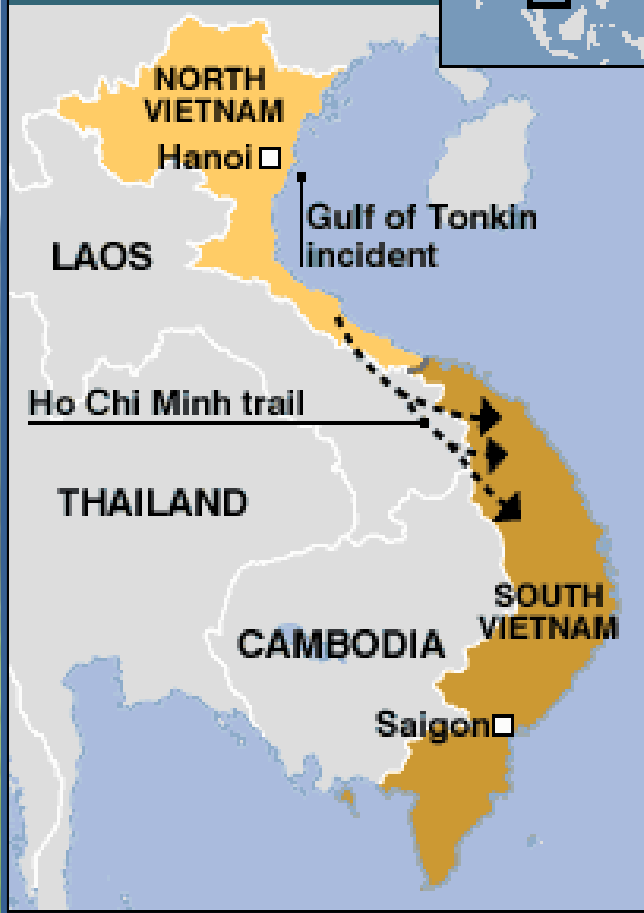 NORTH
VIETNAM
Hanoi
Gulf of Tonkin
incident
LAOS
Ho Chi Minh trail
THAILAND
SOUTH
VIETNAM
CAMBODIA
Saigon